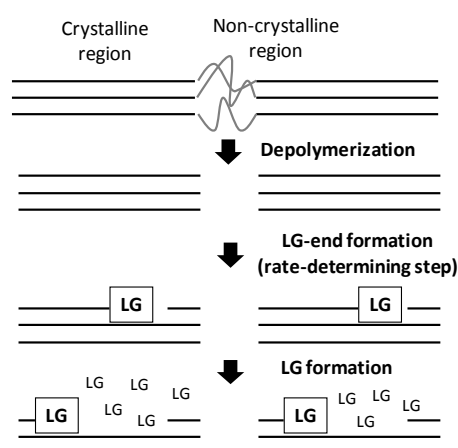 Crystalline
region
Non-crystalline
region
Depolymerization
LG-end formation
(rate-determining step)
LG
LG
LG formation
LG LG LG
LG LG
LG
LG LG LG
LG
LG